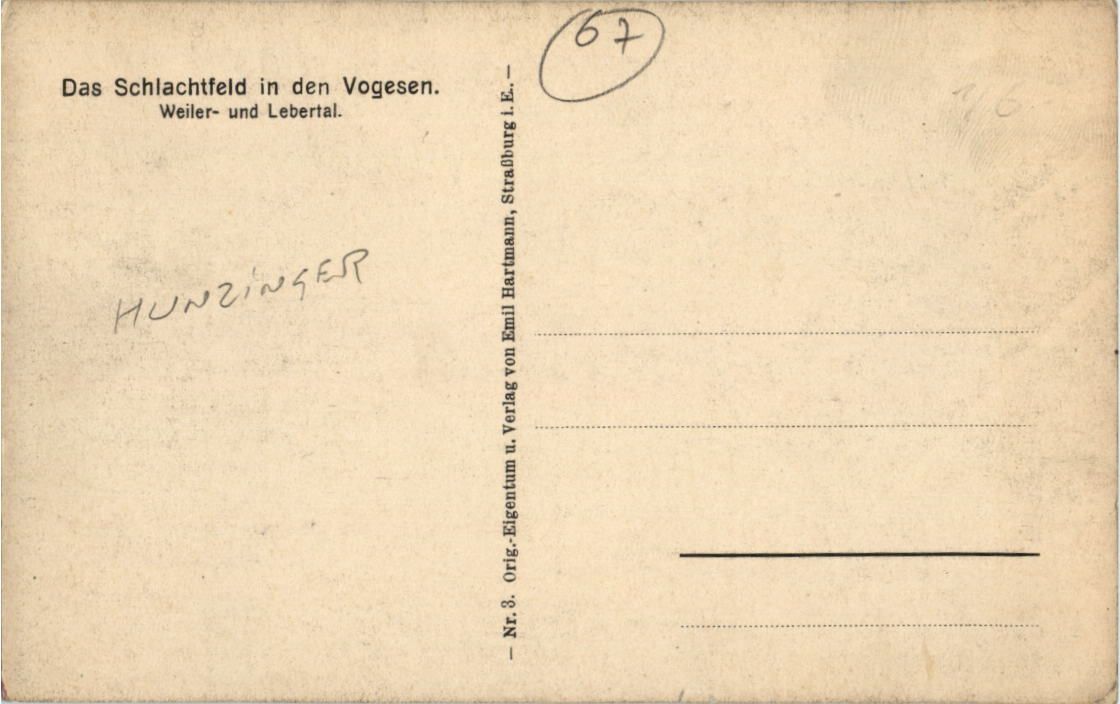 Das Schlachtfeld in den Vogesen.
Weiler- und Lebertal.
HUNZINGER
– Nr. 3. Orig.-Eigentum u. Verlag von Emil Hartmann, Straßburg i. E. –
67